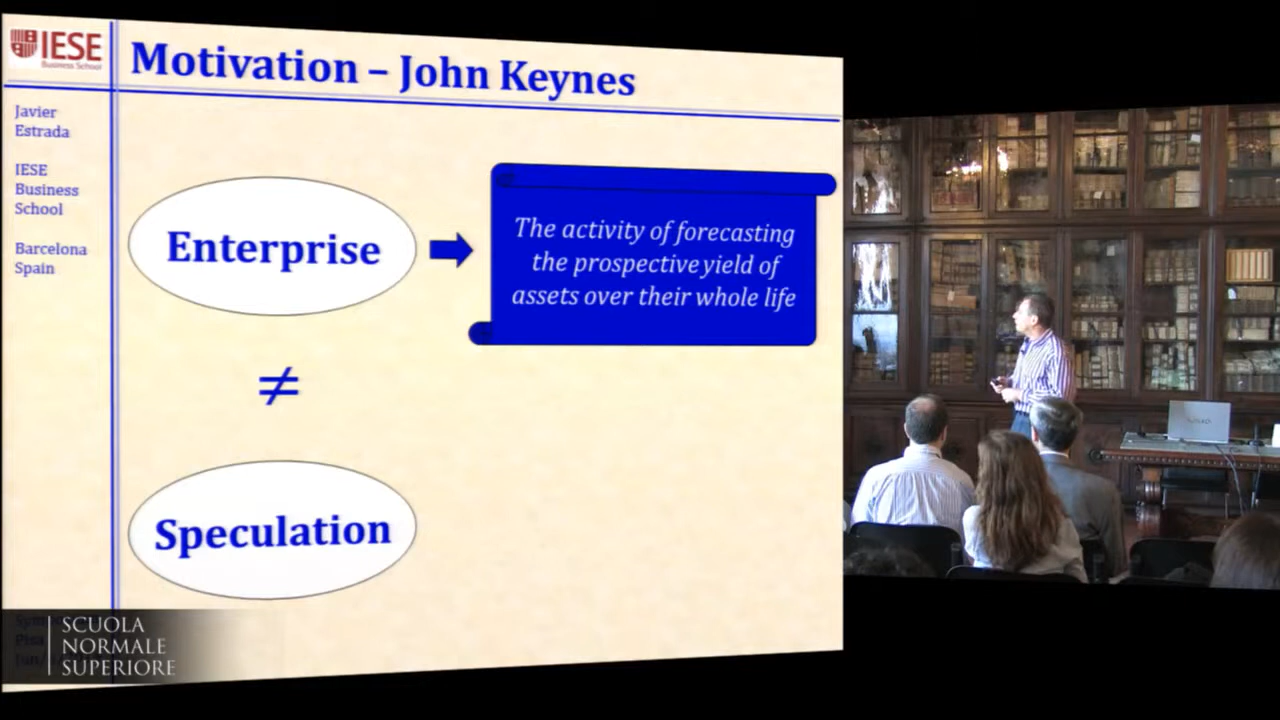 IESE
Business School
Motivation – John Keynes
Javier
Estrada
IESE
Business
School
Barcelona
Spain
Enterprise
The activity of forecasting
the prospective yield of
assets over their whole life
≠
Speculation
SCUOLA
NORMALE
SUPERIORE